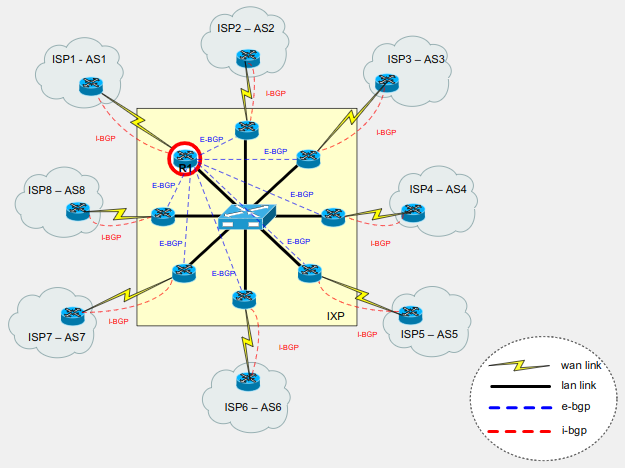 ISP2 – AS2
ISP1 - AS1
ISP3 – AS3
I-BGP
I-BGP
I-BGP
E-BGP
E-BGP
R1
ISP8 – AS8
E-BGP
E-BGP
ISP4 – AS4
I-BGP
E-BGP
E-BGP
I-BGP
E-BGP
I-BGP
IXP
I-BGP
ISP7 – AS7
ISP5 – AS5
I-BGP
ISP6 – AS6
wan link
lan link
e-bgp
i-bgp